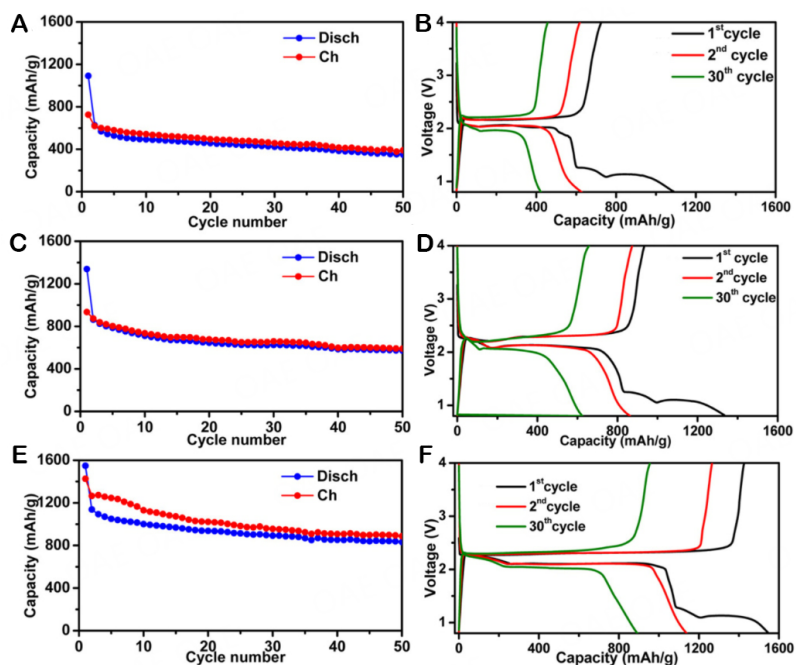 A
1600
1200
800
400
0
0 10 20 30 40 50
Capacity (mAh/g)
Cycle number
Disch
Ch
B
4
3
2
1
0 400 800 1200 1600
Voltage (V)
Capacity (mAh/g)
1st cycle
2nd cycle
30th cycle
C
1600
1200
800
400
0
0 10 20 30 40 50
Capacity (mAh/g)
Cycle number
Disch
Ch
D
4
3
2
1
0 400 800 1200 1600
Voltage (V)
Capacity (mAh/g)
1st cycle
2nd cycle
30th cycle
E
1600
1200
800
400
0
0 10 20 30 40 50
Capacity (mAh/g)
Cycle number
Disch
Ch
F
4
3
2
1
0 400 800 1200 1600
Voltage (V)
Capacity (mAh/g)
1st cycle
2nd cycle
30th cycle